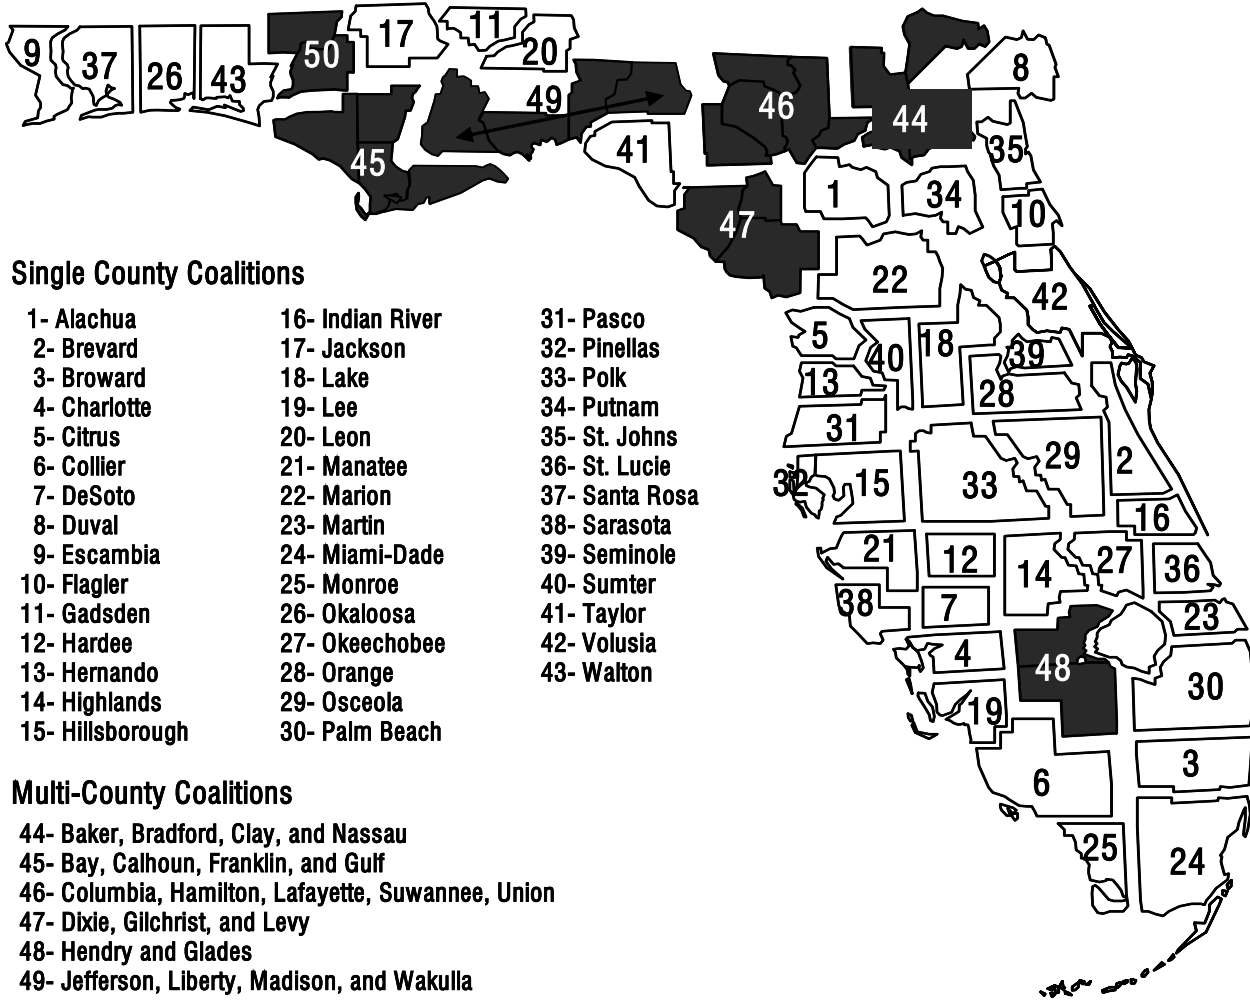 9
37
26
43
50
17
11
20
49
45
41
46
44
8
35
47
1
34
10
22
42
5
40
18
39
13
28
31
29
2
32
15
33
16
21
12
14
27
36
38
7
23
4
48
30
19
6
3
25
24
Single County Coalitions
1- Alachua
2- Brevard
3- Broward
4- Charlotte
5- Citrus
6- Collier
7- DeSoto
8- Duval
9- Escambia
10- Flagler
11- Gadsden
12- Hardee
13- Hernando
14- Highlands
15- Hillsborough
16- Indian River
17- Jackson
18- Lake
19- Lee
20- Leon
21- Manatee
22- Marion
23- Martin
24- Miami-Dade
25- Monroe
26- Okaloosa
27- Okeechobee
28- Orange
29- Osceola
30- Palm Beach
31- Pasco
32- Pinellas
33- Polk
34- Putnam
35- St. Johns
36- St. Lucie
37- Santa Rosa
38- Sarasota
39- Seminole
40- Sumter
41- Taylor
42- Volusia
43- Walton
Multi-County Coalitions
44- Baker, Bradford, Clay, and Nassau
45- Bay, Calhoun, Franklin, and Gulf
46- Columbia, Hamilton, Lafayette, Suwannee, Union
47- Dixie, Gilchrist, and Levy
48- Hendry and Glades
49- Jefferson, Liberty, Madison, and Wakulla